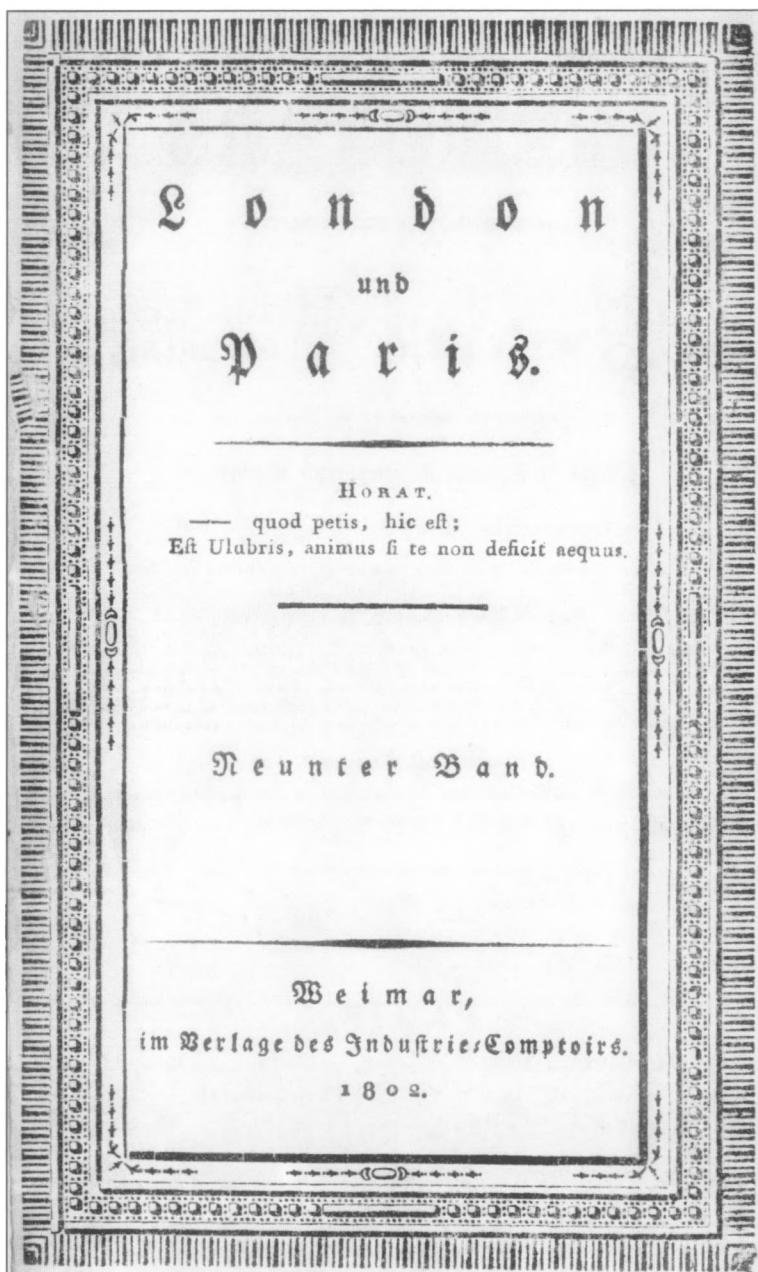 London
und
Paris.
HORAT.
—— quod petis, hic eſt;
Eſt Ulubris, animus ſi te non deficit aequus.
Neunter Band.
Weimar,
im Verlage des Induſtrie⸗Comptoirs.
1802.